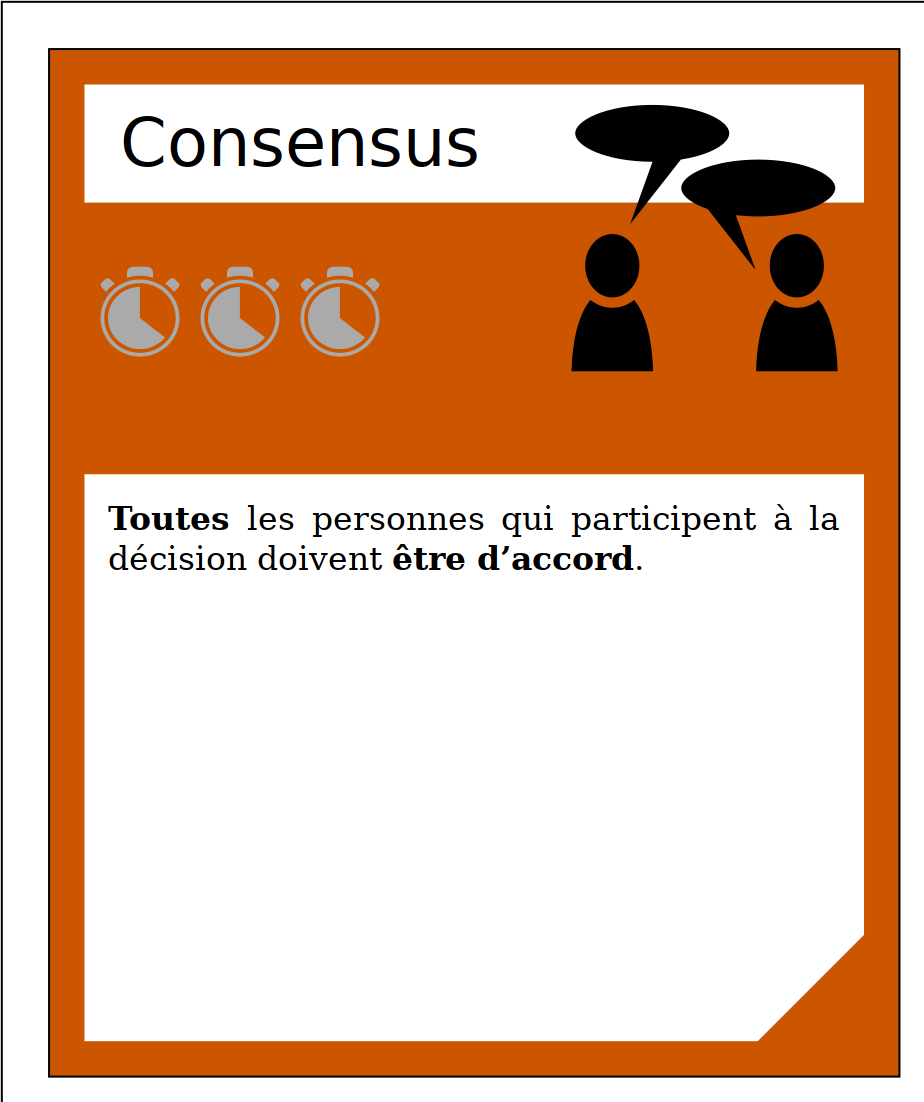 Consensus
Toutes les personnes qui participent à la
décision doivent être d’accord.